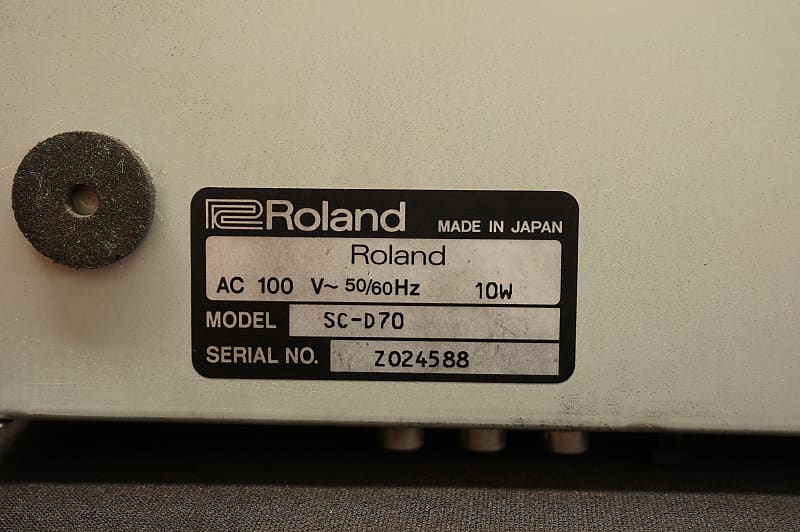 Roland MADE IN JAPAN
Roland
AC 100 V~ 50/60Hz 10W
MODEL SC-D70
SERIAL NO. Z024588